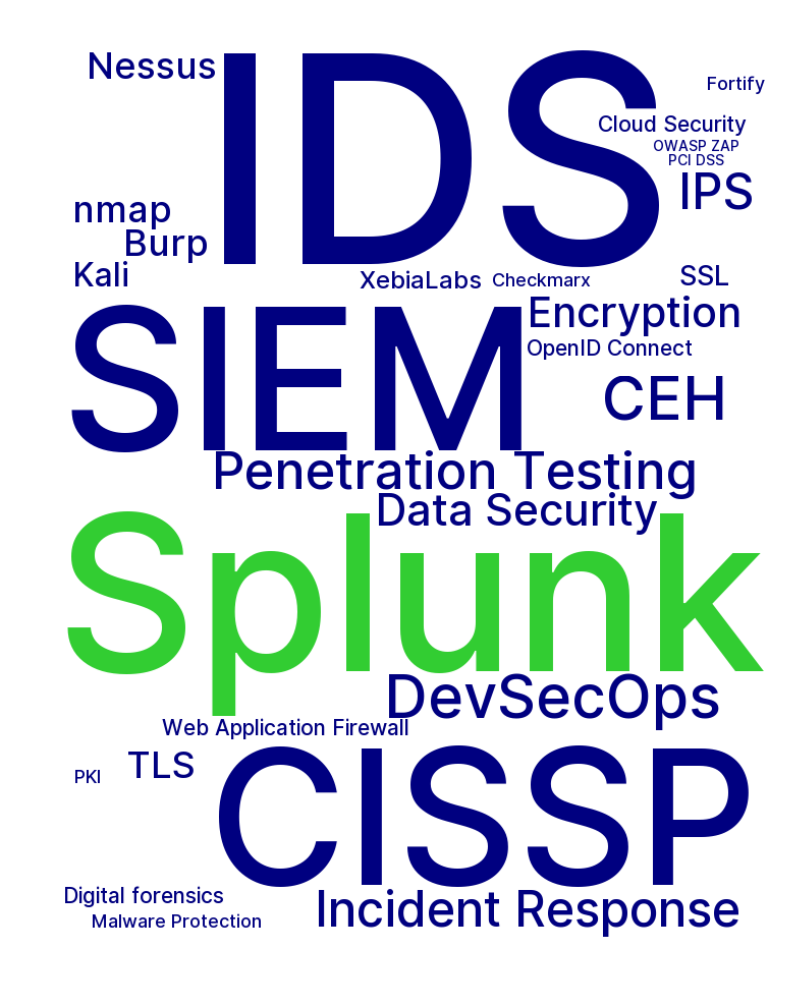 Nessus
IDS
Fortify
Cloud Security
OWASP ZAP
PCI DSS
IPS
nmap
Burp
Kali
XebiaLabs
Checkmarx
SSL
SIEM
Encryption
OpenID Connect
CEH
Penetration Testing
Data Security
Splunk
DevSecOps
Web Application Firewall
TLS
PKI
CISSP
Digital forensics
Incident Response
Malware Protection